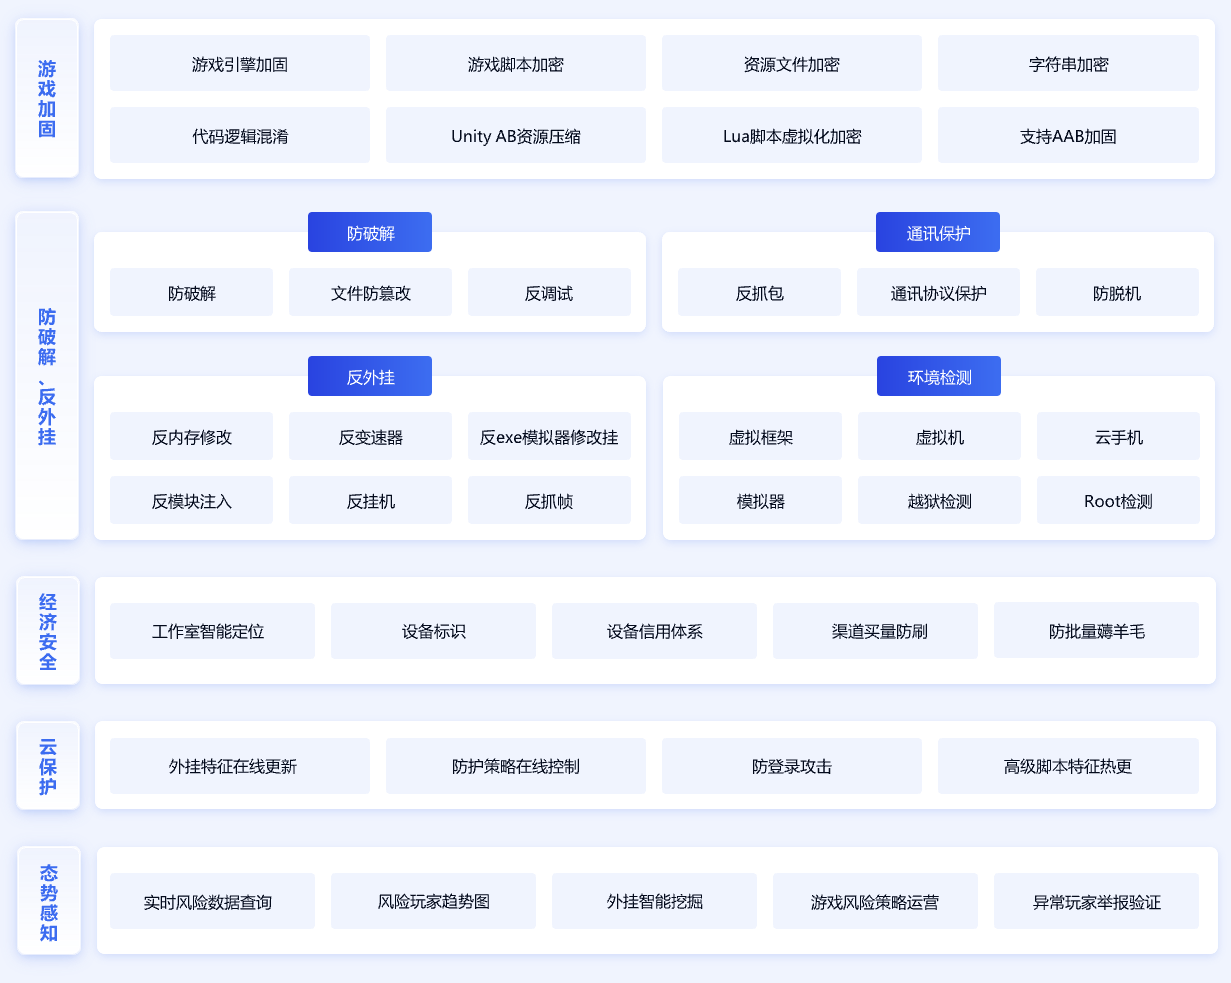 游戏加固
游戏引擎加固
游戏脚本加密
资源文件加密
字符串加密
代码逻辑混淆
Unity AB资源压缩
Lua脚本虚拟化加密
支持AAB加固
防破解、反外挂
防破解
防破解
文件防篡改
反调试
通讯保护
反抓包
通讯协议保护
防脱机
反外挂
反内存修改
反变速器
反exe模拟器修改挂
反模块注入
反挂机
反抓帧
环境检测
虚拟框架
虚拟机
云手机
模拟器
越狱检测
Root检测
经济安全
工作室智能定位
设备标识
设备信用体系
渠道买量防刷
防批量薅羊毛
云保护
外挂特征在线更新
防护策略在线控制
防登录攻击
高级脚本特征热更
态势感知
实时风险数据查询
风险玩家趋势图
外挂智能挖掘
游戏风险策略运营
异常玩家举报验证